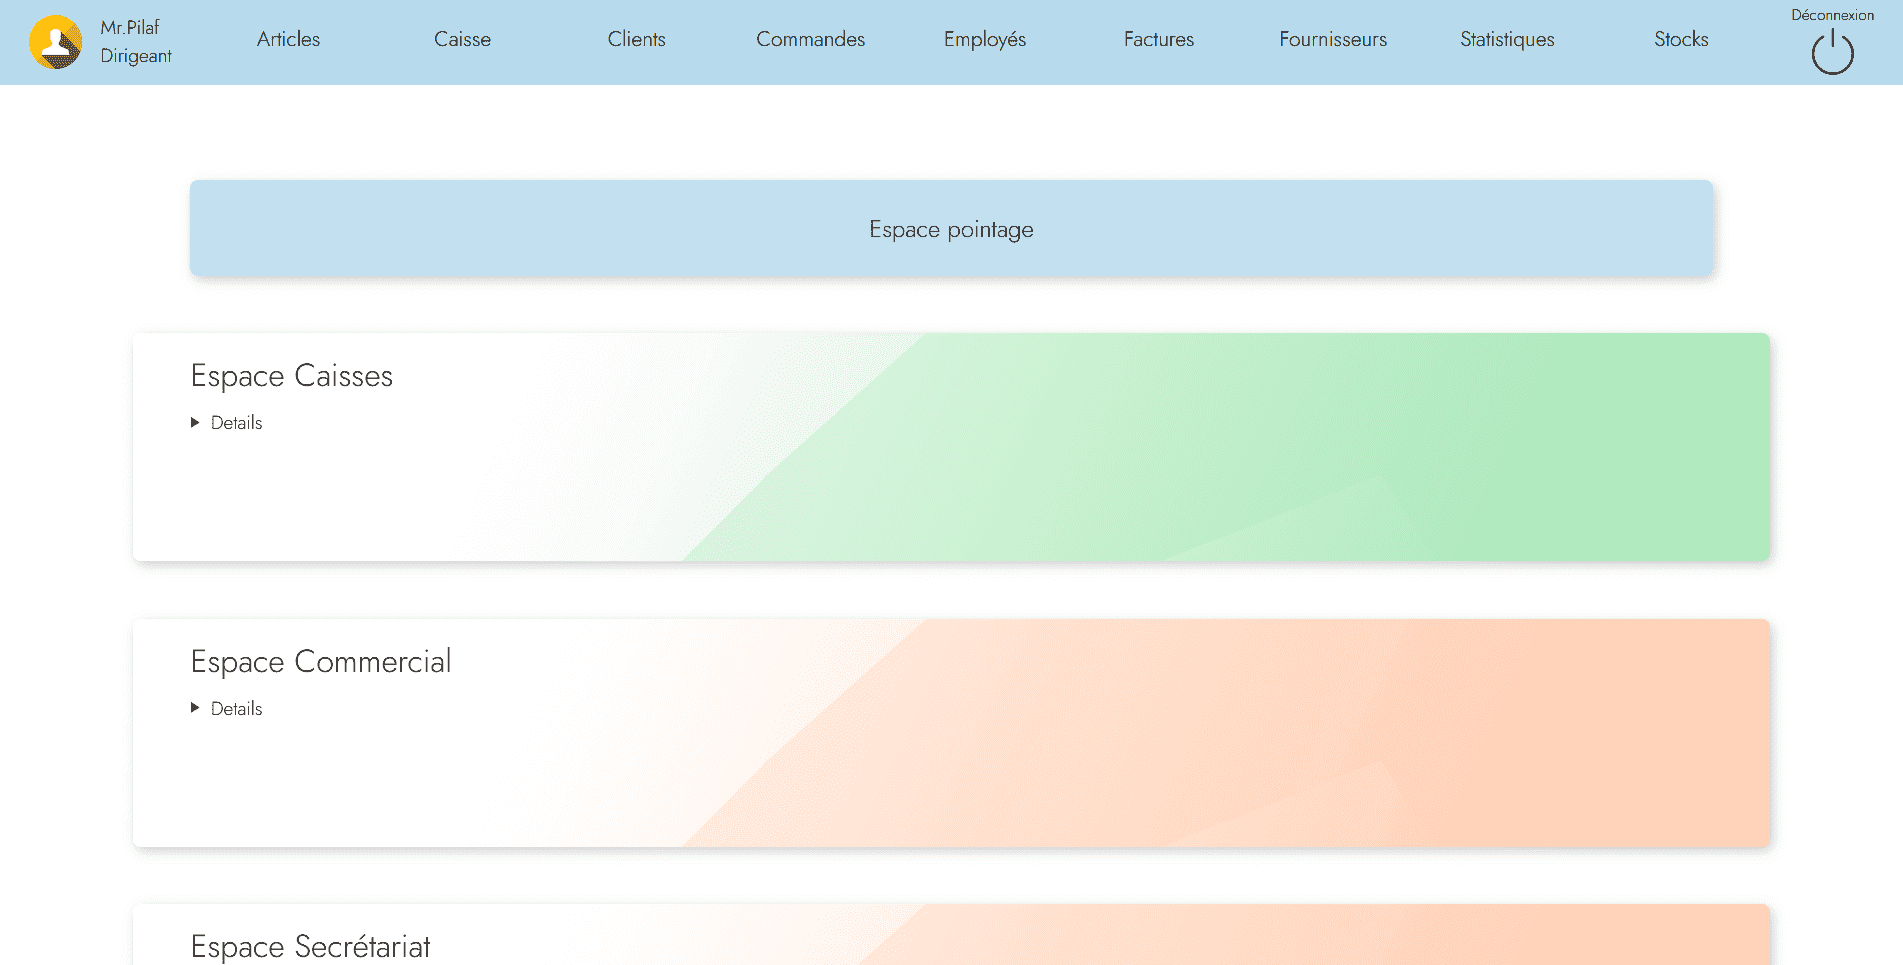 Mr.Pilaf
Dirigeant
Articles
Caisse
Clients
Commandes
Employés
Factures
Fournisseurs
Statistiques
Stocks
Déconnexion
Espace pointage
Espace Caisses
Details
Espace Commercial
Details
Espace Secrétariat